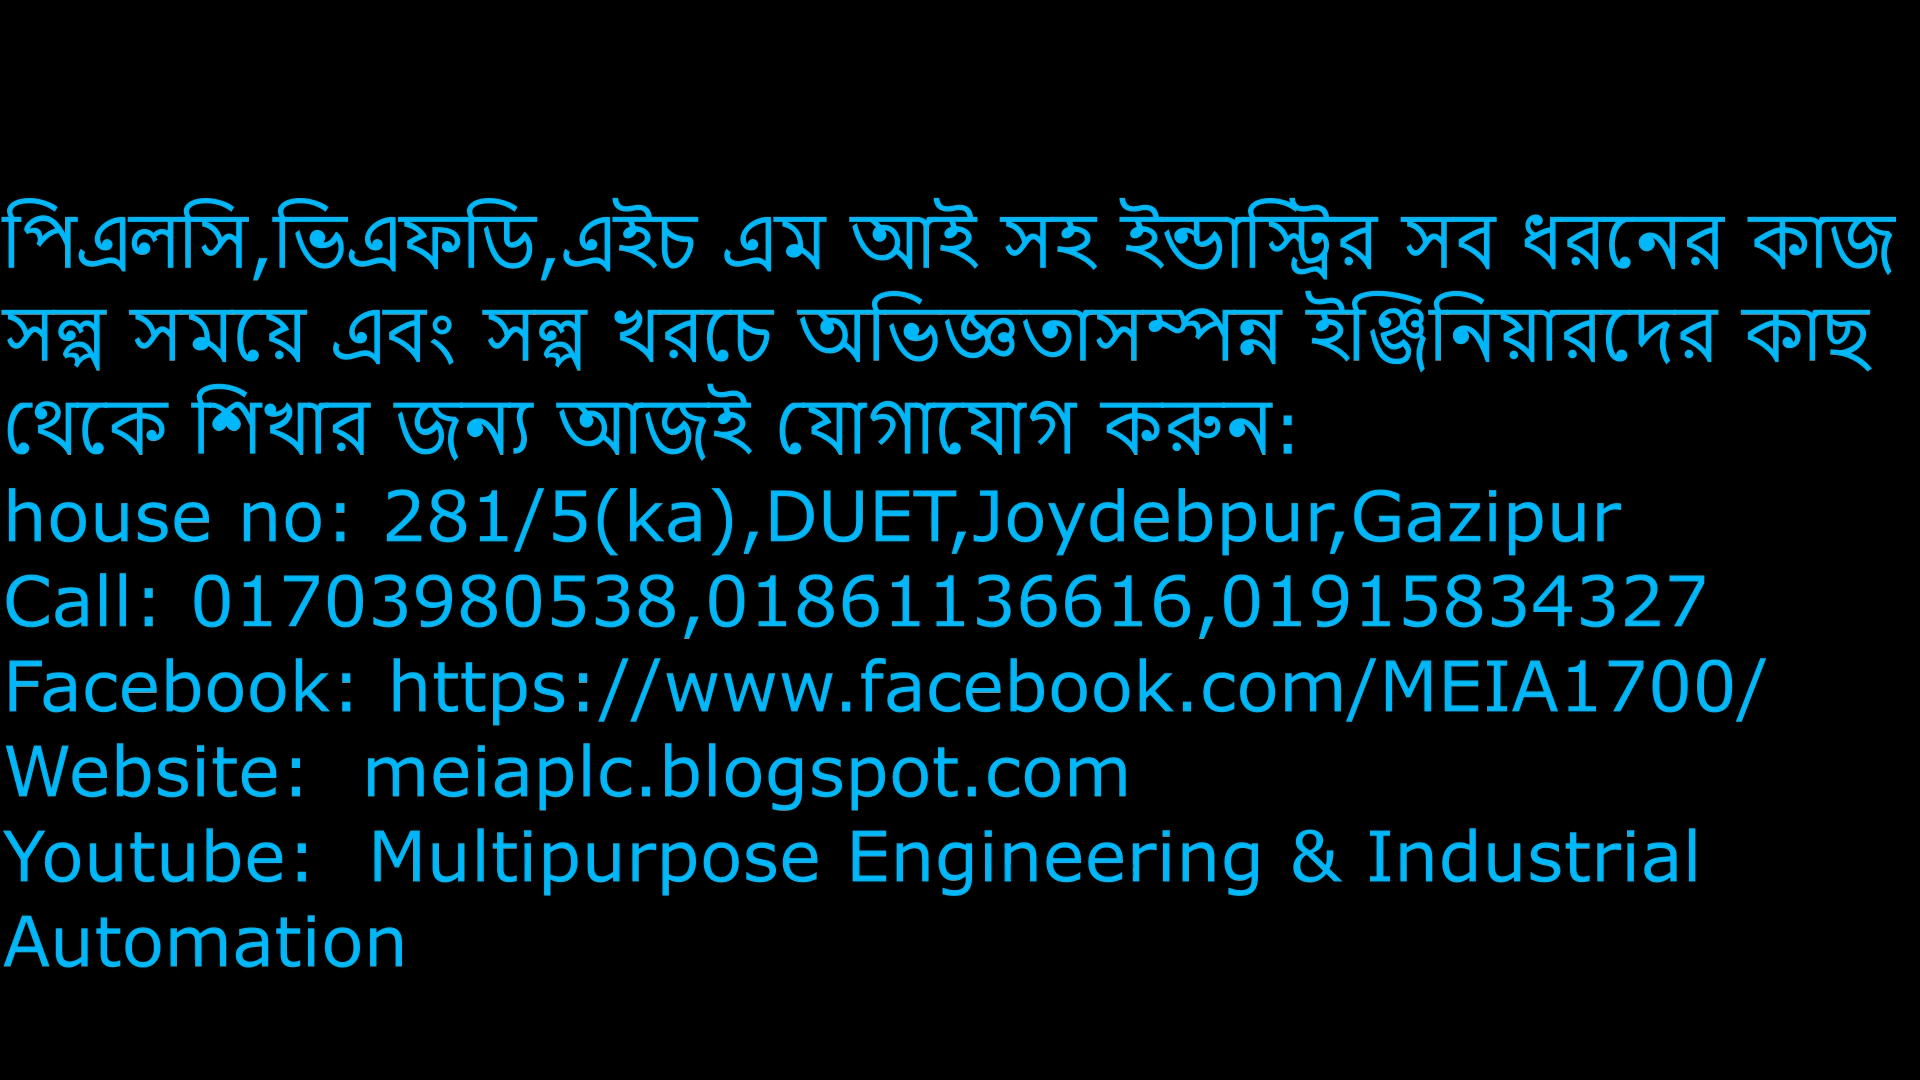 পিএলসি,ভিএফডি,এইচ এম আই সহ ইন্ডাস্ট্রির সব ধরনের কাজ
সল্প সময়ে এবং সল্প খরচে অভিজ্ঞতাসম্পন্ন ইঞ্জিনিয়ারদের কাছ
থেকে শিখার জন্য আজই যোগাযোগ করুন:
house no: 281/5(ka),DUET,Joydebpur,Gazipur
Call: 01703980538,01861136616,01915834327
Facebook: https://www.facebook.com/MEIA1700/
Website:  meiaplc.blogspot.com
Youtube:  Multipurpose Engineering & Industrial
Automation